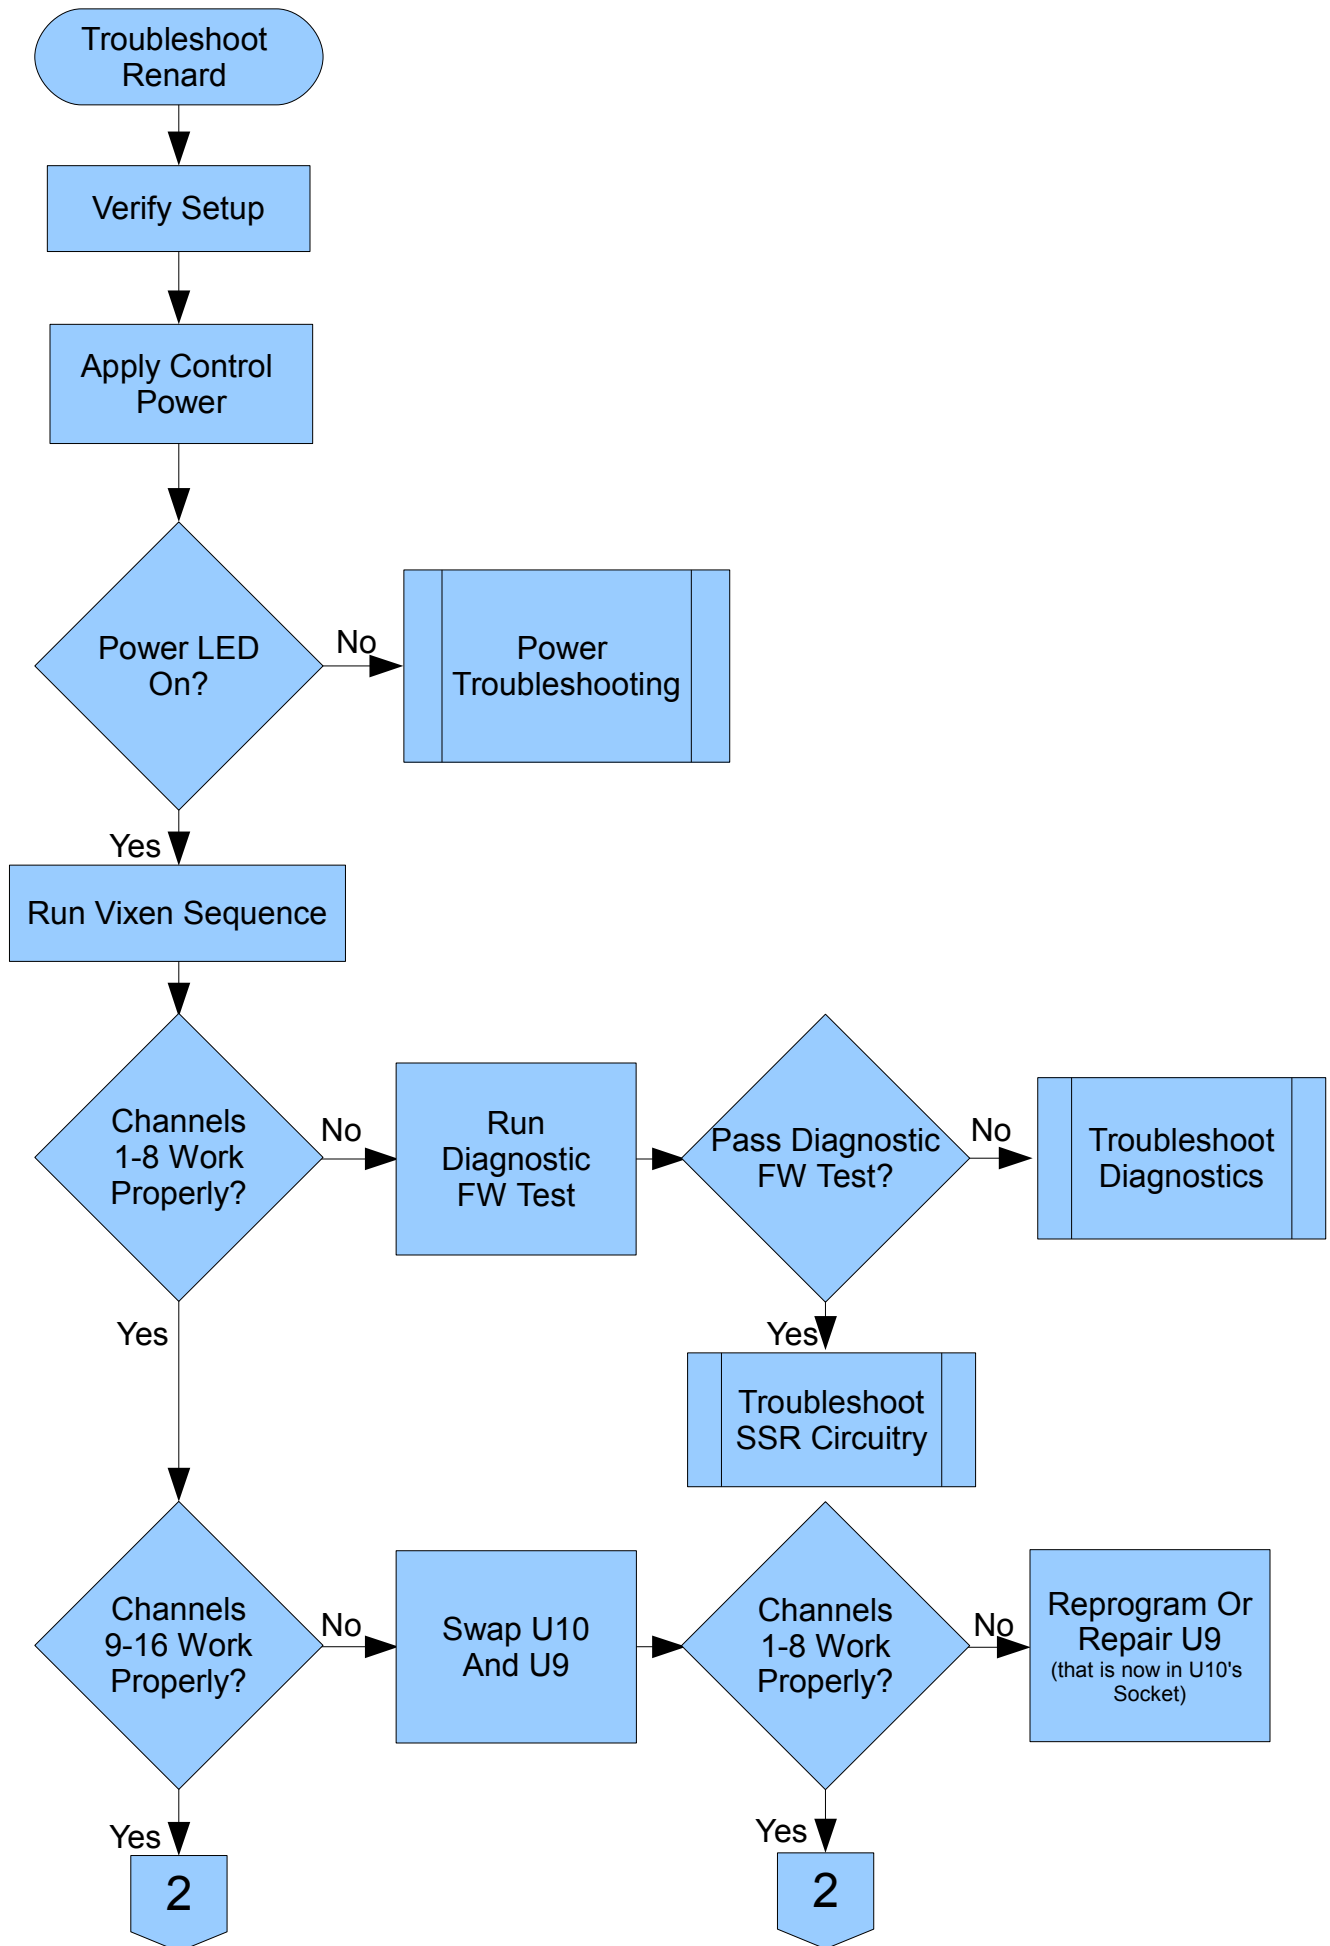 Troubleshoot
Renard
Verify Setup
Apply Control
Power
Power LED
On?
No
Power
Troubleshooting
Yes
Run Vixen Sequence
Channels
1-8 Work
Properly?
No
Run
Diagnostic
FW Test
Pass Diagnostic
FW Test?
No
Troubleshoot
Diagnostics
Yes
Yes
Troubleshoot
SSR Circuitry
Channels
9-16 Work
Properly?
No
Swap U10
And U9
Channels
1-8 Work
Properly?
No
Reprogram Or
Repair U9
(that is now in U10's
Socket)
Yes
2
Yes
2